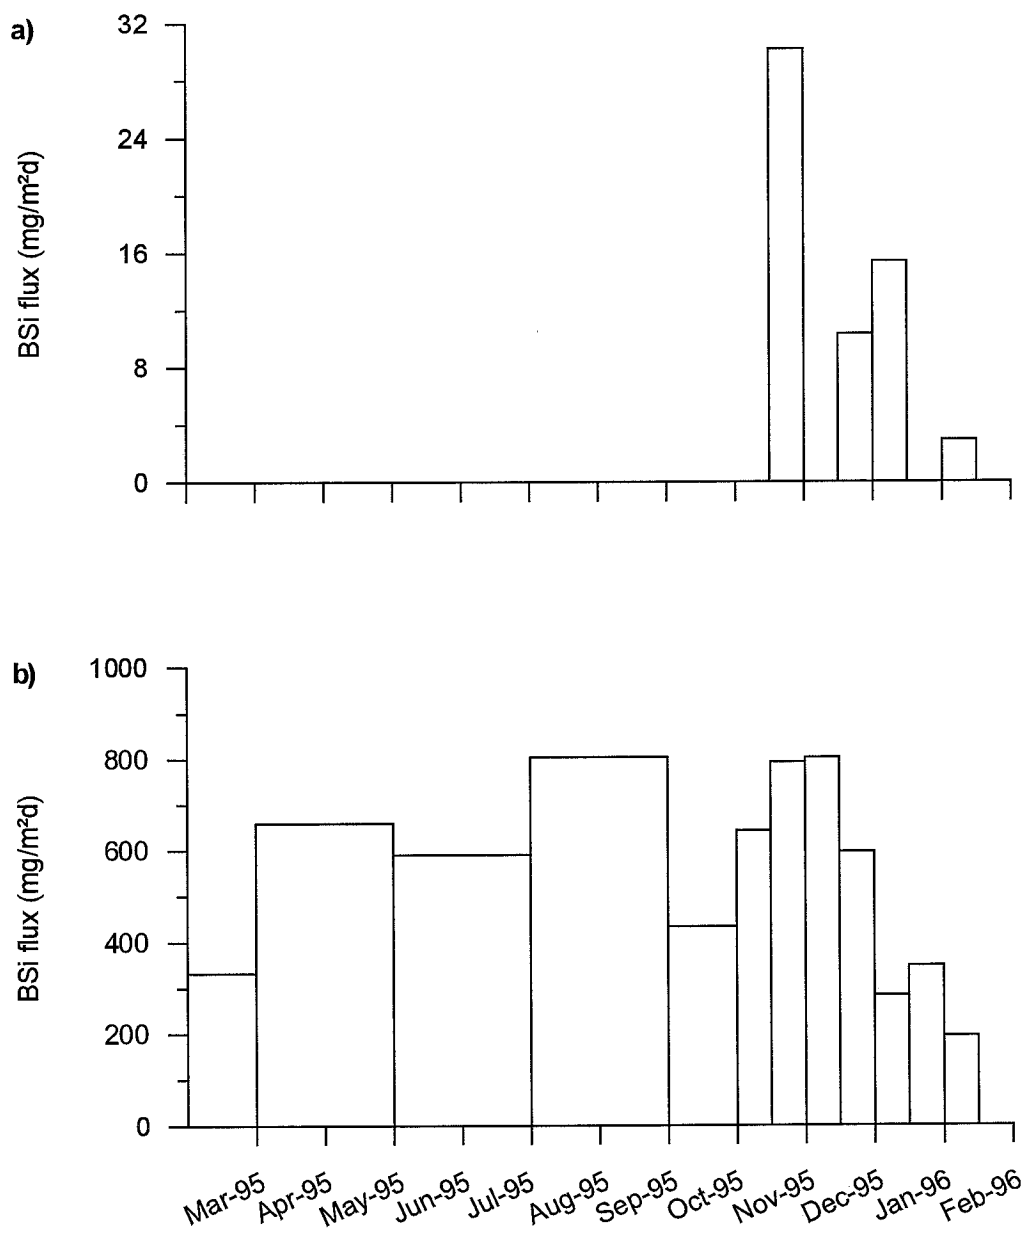 a)
32
24
16
8
0
BSi flux (mg/m²d)
b)
1000
800
600
400
200
0
BSi flux (mg/m²d)
Mar-95 Apr-95 May-95 Jun-95 Jul-95 Aug-95 Sep-95 Oct-95 Nov-95 Dec-95 Jan-96 Feb-96